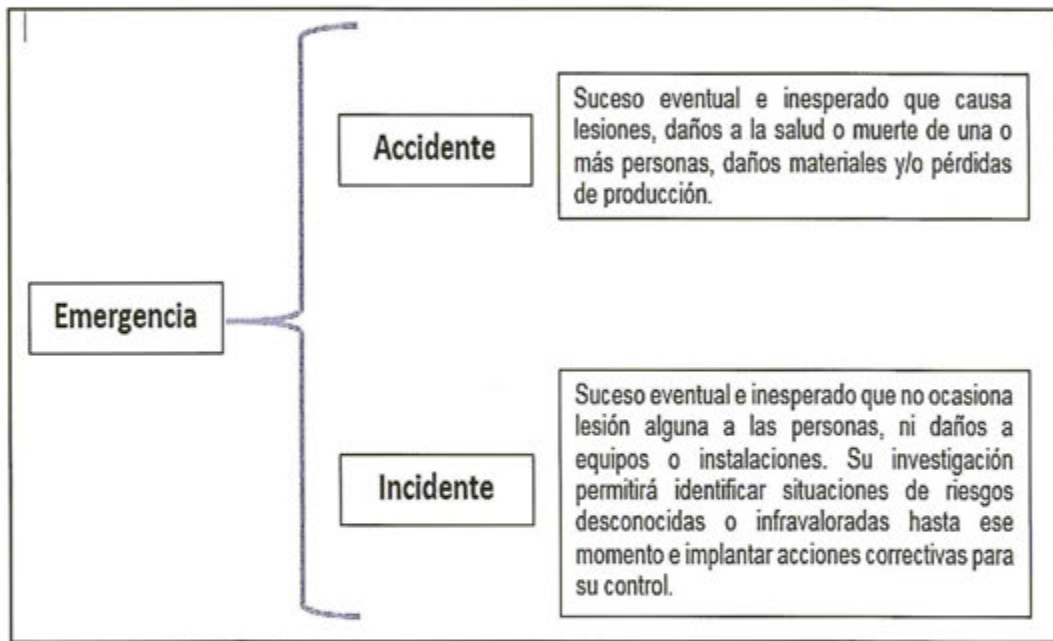 Emergencia
Accidente
Suceso eventual e inesperado que causa
lesiones, daños a la salud o muerte de una o
más personas, daños materiales y/o pérdidas
de producción.
Incidente
Suceso eventual e inesperado que no ocasiona
lesión alguna a las personas, ni daños a
equipos o instalaciones. Su investigación
permitirá identificar situaciones de riesgos
desconocidas o infravaloradas hasta ese
momento e implantar acciones correctivas para
su control.